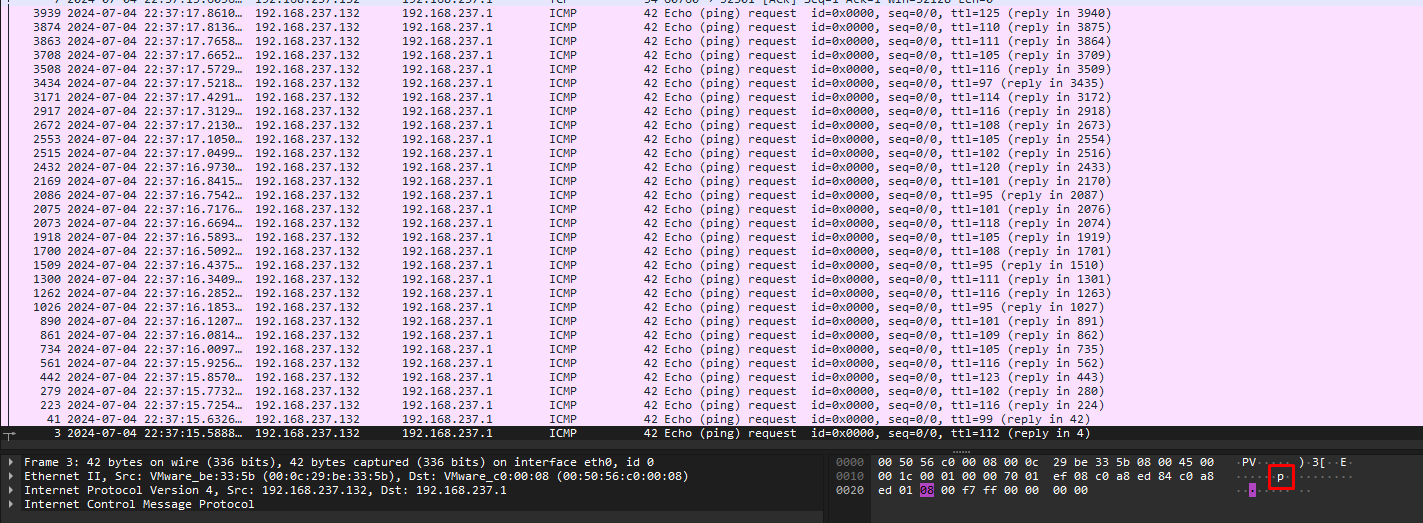 3939 2024-07-04 22:37:17.8610… 192.168.237.132 192.168.237.1 ICMP 42 Echo (ping) request id=0x0000, seq=0/0, ttl=125 (reply in 3940)
3874 2024-07-04 22:37:17.8136… 192.168.237.132 192.168.237.1 ICMP 42 Echo (ping) request id=0x0000, seq=0/0, ttl=110 (reply in 3875)
3863 2024-07-04 22:37:17.7658… 192.168.237.132 192.168.237.1 ICMP 42 Echo (ping) request id=0x0000, seq=0/0, ttl=111 (reply in 3864)
3708 2024-07-04 22:37:17.6652… 192.168.237.132 192.168.237.1 ICMP 42 Echo (ping) request id=0x0000, seq=0/0, ttl=105 (reply in 3709)
3508 2024-07-04 22:37:17.5729… 192.168.237.132 192.168.237.1 ICMP 42 Echo (ping) request id=0x0000, seq=0/0, ttl=116 (reply in 3509)
3434 2024-07-04 22:37:17.5218… 192.168.237.132 192.168.237.1 ICMP 42 Echo (ping) request id=0x0000, seq=0/0, ttl=97 (reply in 3435)
3171 2024-07-04 22:37:17.4291… 192.168.237.132 192.168.237.1 ICMP 42 Echo (ping) request id=0x0000, seq=0/0, ttl=114 (reply in 3172)
2917 2024-07-04 22:37:17.3129… 192.168.237.132 192.168.237.1 ICMP 42 Echo (ping) request id=0x0000, seq=0/0, ttl=116 (reply in 2918)
2672 2024-07-04 22:37:17.2130… 192.168.237.132 192.168.237.1 ICMP 42 Echo (ping) request id=0x0000, seq=0/0, ttl=108 (reply in 2673)
2553 2024-07-04 22:37:17.1050… 192.168.237.132 192.168.237.1 ICMP 42 Echo (ping) request id=0x0000, seq=0/0, ttl=105 (reply in 2554)
2515 2024-07-04 22:37:17.0499… 192.168.237.132 192.168.237.1 ICMP 42 Echo (ping) request id=0x0000, seq=0/0, ttl=102 (reply in 2516)
2432 2024-07-04 22:37:16.9730… 192.168.237.132 192.168.237.1 ICMP 42 Echo (ping) request id=0x0000, seq=0/0, ttl=120 (reply in 2433)
2169 2024-07-04 22:37:16.8415… 192.168.237.132 192.168.237.1 ICMP 42 Echo (ping) request id=0x0000, seq=0/0, ttl=101 (reply in 2170)
2086 2024-07-04 22:37:16.7542… 192.168.237.132 192.168.237.1 ICMP 42 Echo (ping) request id=0x0000, seq=0/0, ttl=95 (reply in 2087)
2075 2024-07-04 22:37:16.7176… 192.168.237.132 192.168.237.1 ICMP 42 Echo (ping) request id=0x0000, seq=0/0, ttl=101 (reply in 2076)
2073 2024-07-04 22:37:16.6694… 192.168.237.132 192.168.237.1 ICMP 42 Echo (ping) request id=0x0000, seq=0/0, ttl=118 (reply in 2074)
1918 2024-07-04 22:37:16.5893… 192.168.237.132 192.168.237.1 ICMP 42 Echo (ping) request id=0x0000, seq=0/0, ttl=105 (reply in 1919)
1700 2024-07-04 22:37:16.5092… 192.168.237.132 192.168.237.1 ICMP 42 Echo (ping) request id=0x0000, seq=0/0, ttl=108 (reply in 1701)
1509 2024-07-04 22:37:16.4375… 192.168.237.132 192.168.237.1 ICMP 42 Echo (ping) request id=0x0000, seq=0/0, ttl=95 (reply in 1510)
1300 2024-07-04 22:37:16.3409… 192.168.237.132 192.168.237.1 ICMP 42 Echo (ping) request id=0x0000, seq=0/0, ttl=111 (reply in 1301)
1262 2024-07-04 22:37:16.2852… 192.168.237.132 192.168.237.1 ICMP 42 Echo (ping) request id=0x0000, seq=0/0, ttl=116 (reply in 1263)
1026 2024-07-04 22:37:16.1853… 192.168.237.132 192.168.237.1 ICMP 42 Echo (ping) request id=0x0000, seq=0/0, ttl=95 (reply in 1027)
890 2024-07-04 22:37:16.1207… 192.168.237.132 192.168.237.1 ICMP 42 Echo (ping) request id=0x0000, seq=0/0, ttl=101 (reply in 891)
861 2024-07-04 22:37:16.0814… 192.168.237.132 192.168.237.1 ICMP 42 Echo (ping) request id=0x0000, seq=0/0, ttl=109 (reply in 862)
734 2024-07-04 22:37:16.0097… 192.168.237.132 192.168.237.1 ICMP 42 Echo (ping) request id=0x0000, seq=0/0, ttl=105 (reply in 735)
561 2024-07-04 22:37:15.9256… 192.168.237.132 192.168.237.1 ICMP 42 Echo (ping) request id=0x0000, seq=0/0, ttl=116 (reply in 562)
442 2024-07-04 22:37:15.8570… 192.168.237.132 192.168.237.1 ICMP 42 Echo (ping) request id=0x0000, seq=0/0, ttl=123 (reply in 443)
279 2024-07-04 22:37:15.7732… 192.168.237.132 192.168.237.1 ICMP 42 Echo (ping) request id=0x0000, seq=0/0, ttl=102 (reply in 280)
223 2024-07-04 22:37:15.7254… 192.168.237.132 192.168.237.1 ICMP 42 Echo (ping) request id=0x0000, seq=0/0, ttl=116 (reply in 224)
41 2024-07-04 22:37:15.6326… 192.168.237.132 192.168.237.1 ICMP 42 Echo (ping) request id=0x0000, seq=0/0, ttl=99 (reply in 42)
3 2024-07-04 22:37:15.5888… 192.168.237.132 192.168.237.1 ICMP 42 Echo (ping) request id=0x0000, seq=0/0, ttl=112 (reply in 4)
Frame 3: 42 bytes on wire (336 bits), 42 bytes captured (336 bits) on interface eth0, id 0
Ethernet II, Src: VMware_be:33:5b (00:0c:29:be:33:5b), Dst: VMware_c0:00:08 (00:50:56:c0:00:08)
Internet Protocol Version 4, Src: 192.168.237.132, Dst: 192.168.237.1
Internet Control Message Protocol
0000 00 50 56 c0 00 08 00 0c 29 be 33 5b 08 00 45 00 ·PV·····)·3[··E·
0010 00 1c 00 01 00 00 70 01 ef 08 c0 a8 ed 84 c0 a8 ······p·········
0020 ed 01 08 00 f7 ff 00 00 00 00 ··········